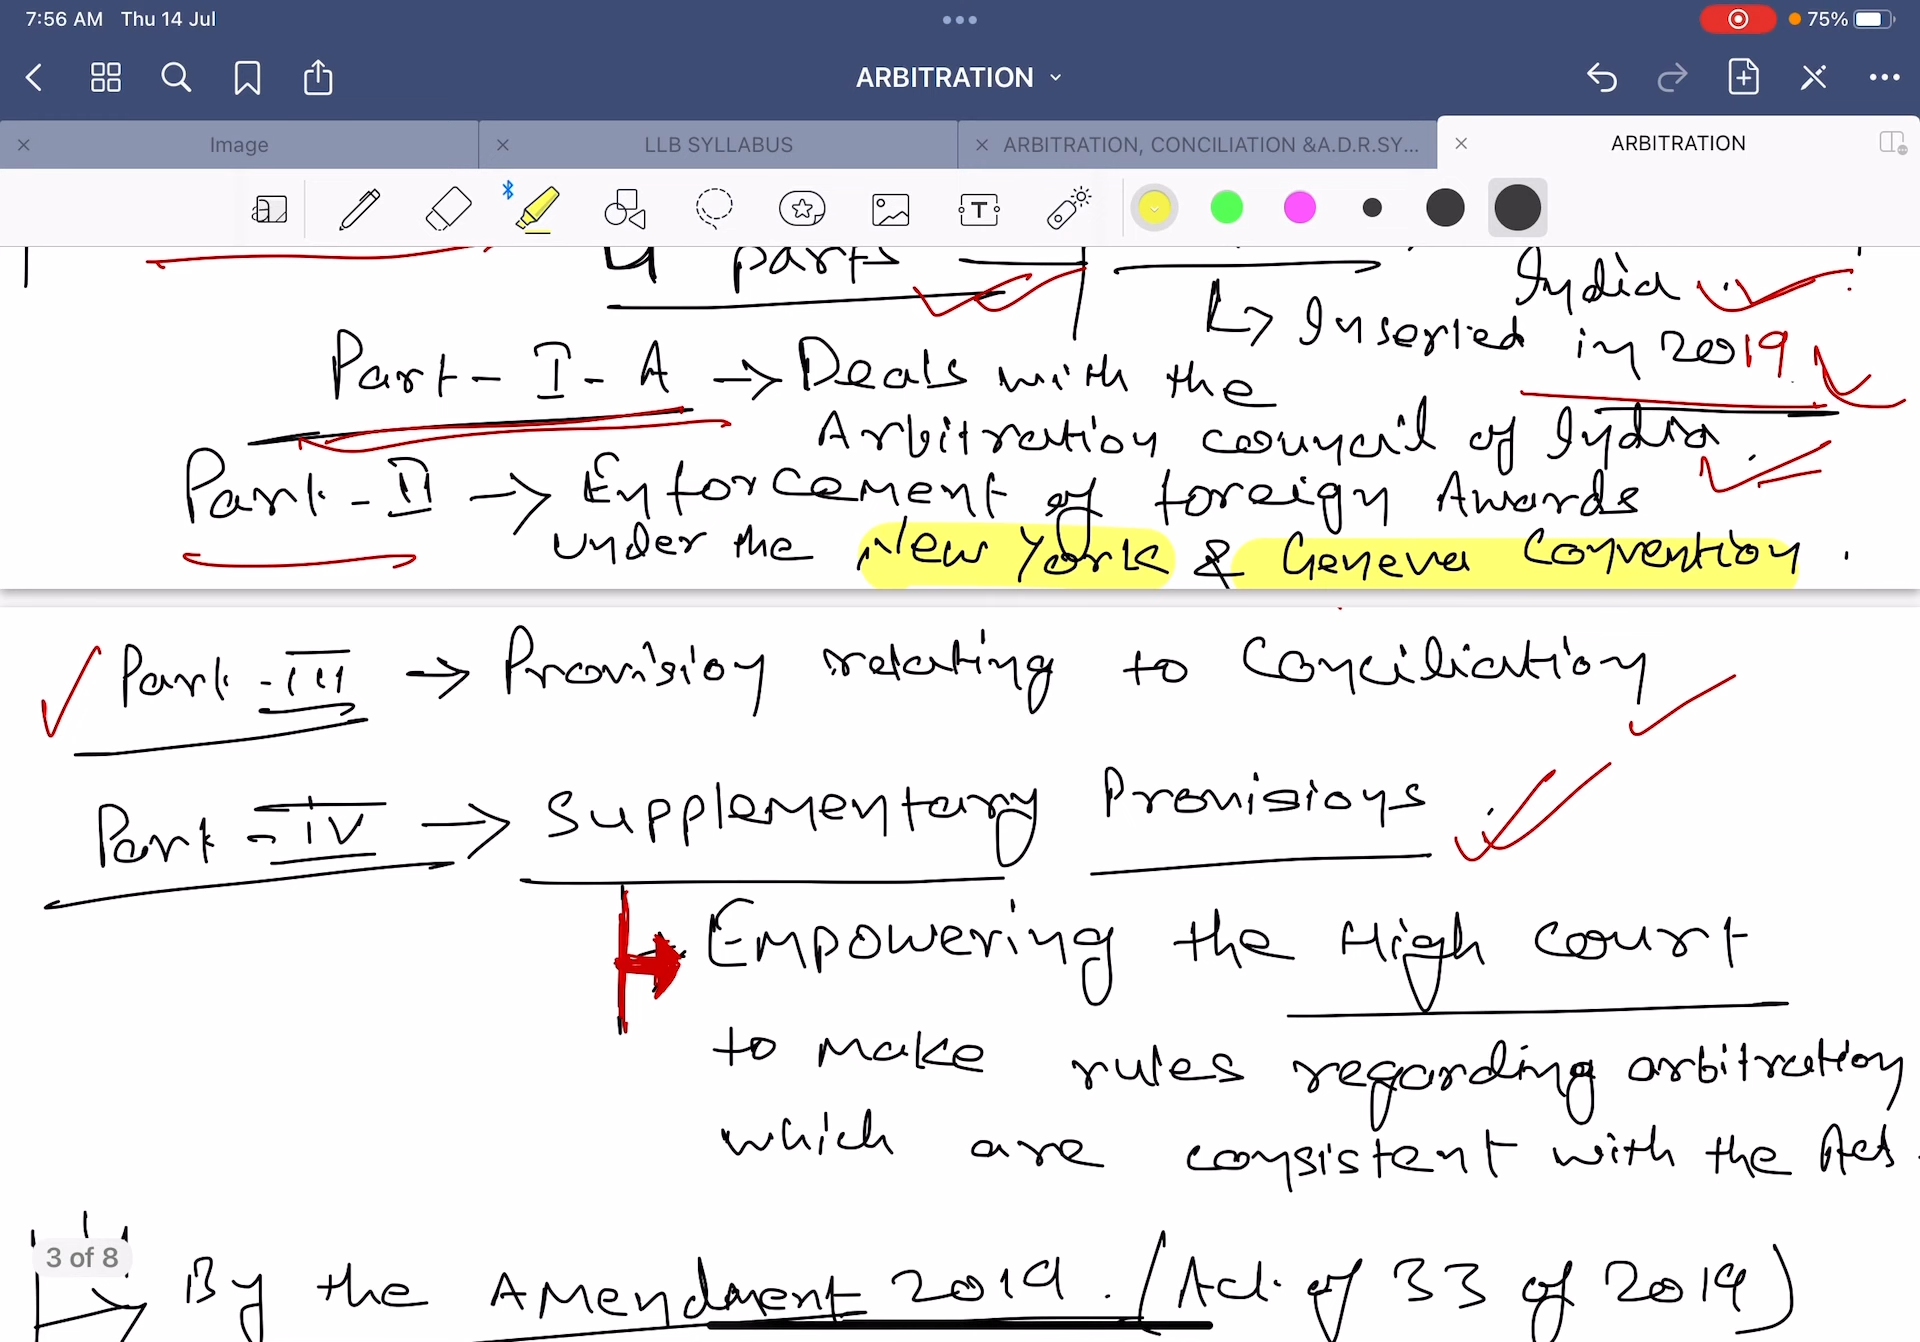 7:56 AM Thu 14 Jul
75%
ARBITRATION
Image
LLB SYLLABUS
ARBITRATION, CONCILIATION &A.D.R.SY...
ARBITRATION
T
4 parts
India
Inserted in 2019.
Part - I - A → Deals with the
Arbitration council of India.
Part - II → Enforcement of foreign Awards
under the New York & Geneva Convention.
Part - III → Provision relating to Conciliation
Part - IV → Supplementary Provisions.
Empowering the High court
to make rules regarding arbitration
which are consistent with the Act.
3 of 8
By the Amendment 2019. (Act of 33 of 2019)